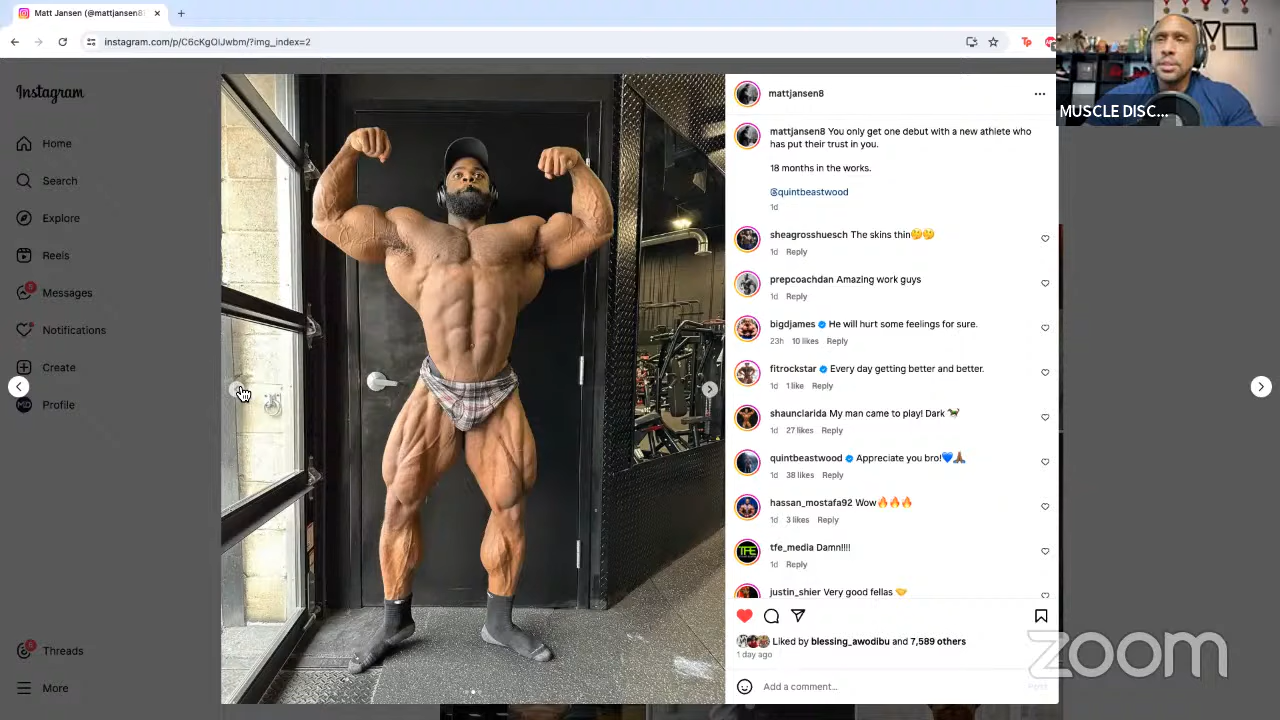 Matt Jansen (@mattjansen8)
instagram.com/p/C6cKgOlJwbm/?img_index=2
MUSCLE DISC...
Instagram
Home
Search
Explore
Reels
Messages
Notifications
Create
Profile
Threads
More
mattjansen8
mattjansen8 You only get one debut with a new athlete who
has put their trust in you.
18 months in the works.
@quintbeastwood
1d
sheagrosshuesch The skins thin🤔🤔
1d Reply
prepcoachdan Amazing work guys
1d Reply
bigdjames He will hurt some feelings for sure.
23h 10 likes Reply
fitrockstar Every day getting better and better.
1d 1 like Reply
shaunclarida My man came to play! Dark 🐎
1d 27 likes Reply
quintbeastwood Appreciate you bro!💙🙏🏾
1d 38 likes Reply
hassan_mostafa92 Wow🔥🔥🔥
1d 3 likes Reply
tfe_media Damn!!!!
1d Reply
justin_shier Very good fellas 🤝
Liked by blessing_awodibu and 7,589 others
1 day ago
Add a comment...
Post
zoom